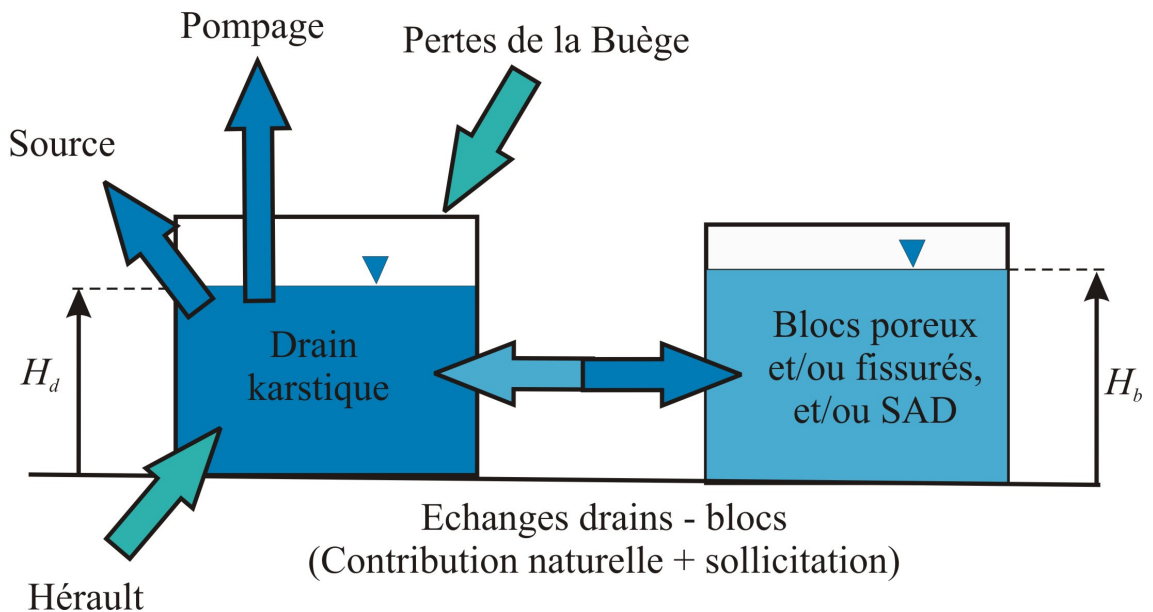 Pompage
Pertes de la Buège
Source
Drain
karstique
Blocs poreux
et/ou fissurés,
et/ou SAD
H_d
H_b
Echanges drains - blocs
(Contribution naturelle + sollicitation)
Hérault